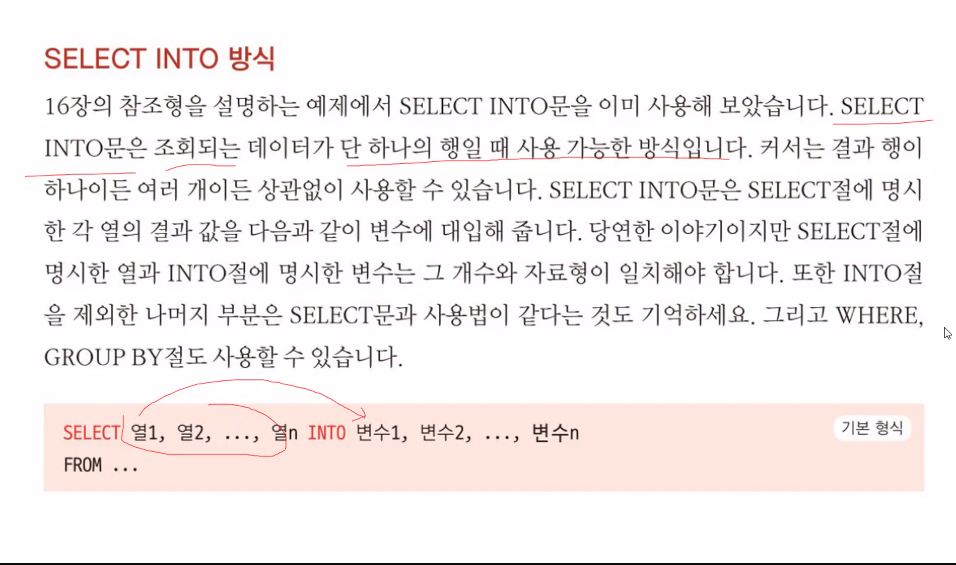 SELECT INTO 방식
16장의 참조형을 설명하는 예제에서 SELECT INTO문을 이미 사용해 보았습니다. SELECT
INTO문은 조회되는 데이터가 단 하나의 행일 때 사용 가능한 방식입니다. 커서는 결과 행이
하나이든 여러 개이든 상관없이 사용할 수 있습니다. SELECT INTO문은 SELECT절에 명시
한 각 열의 결과 값을 다음과 같이 변수에 대입해 줍니다. 당연한 이야기이지만 SELECT절에
명시한 열과 INTO절에 명시한 변수는 그 개수와 자료형이 일치해야 합니다. 또한 INTO절
을 제외한 나머지 부분은 SELECT문과 사용법이 같다는 것도 기억하세요. 그리고 WHERE,
GROUP BY절도 사용할 수 있습니다.
SELECT 열1, 열2, ..., 열n INTO 변수1, 변수2, ..., 변수n
기본 형식
FROM ...